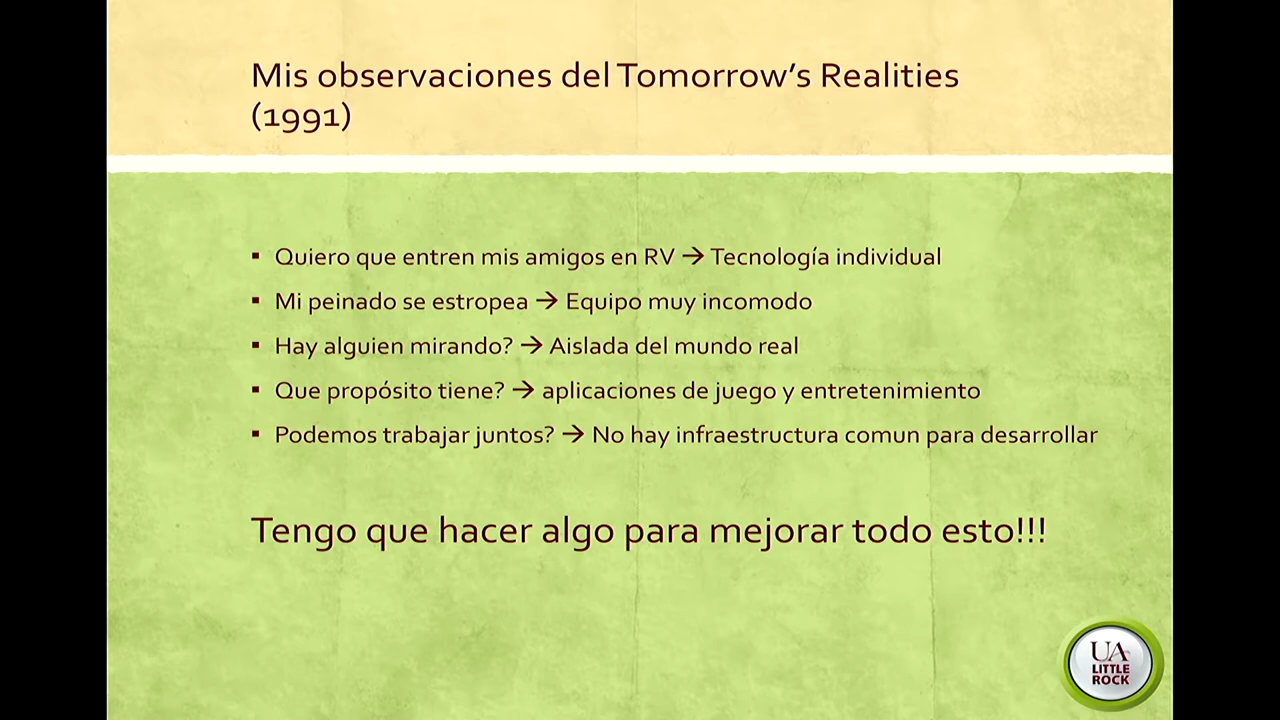 Mis observaciones del Tomorrow’s Realities
(1991)
▪ Quiero que entren mis amigos en RV → Tecnología individual
▪ Mi peinado se estropea → Equipo muy incomodo
▪ Hay alguien mirando? → Aislada del mundo real
▪ Que propósito tiene? → aplicaciones de juego y entretenimiento
▪ Podemos trabajar juntos? → No hay infraestructura comun para desarrollar
Tengo que hacer algo para mejorar todo esto!!!
UA
LITTLE
ROCK